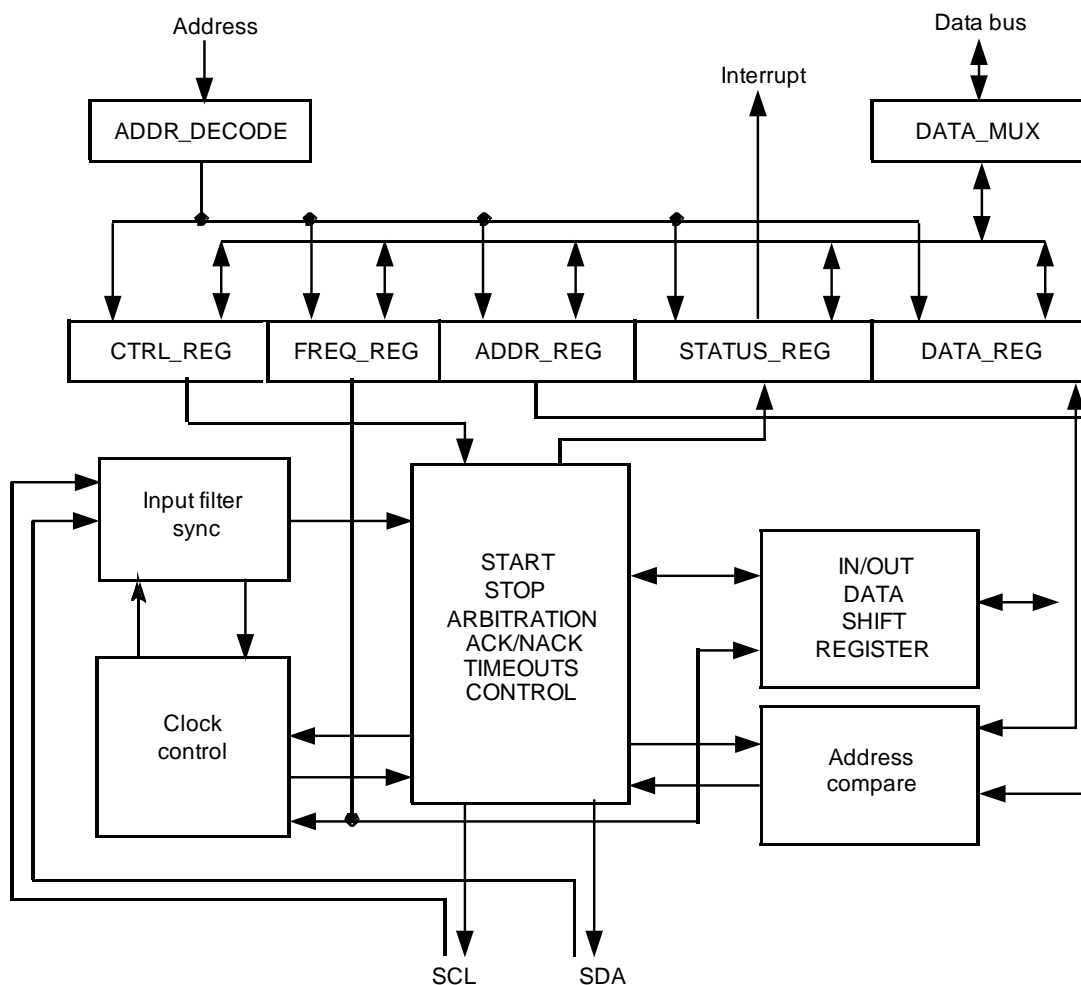 Address
Data bus
Interrupt
ADDR_DECODE
DATA_MUX
CTRL_REG
FREQ_REG
ADDR_REG
STATUS_REG
DATA_REG
Input filter
sync
START
STOP
ARBITRATION
ACK/NACK
TIMEOUTS
CONTROL
IN/OUT
DATA
SHIFT
REGISTER
Clock
control
Address
compare
SCL
SDA